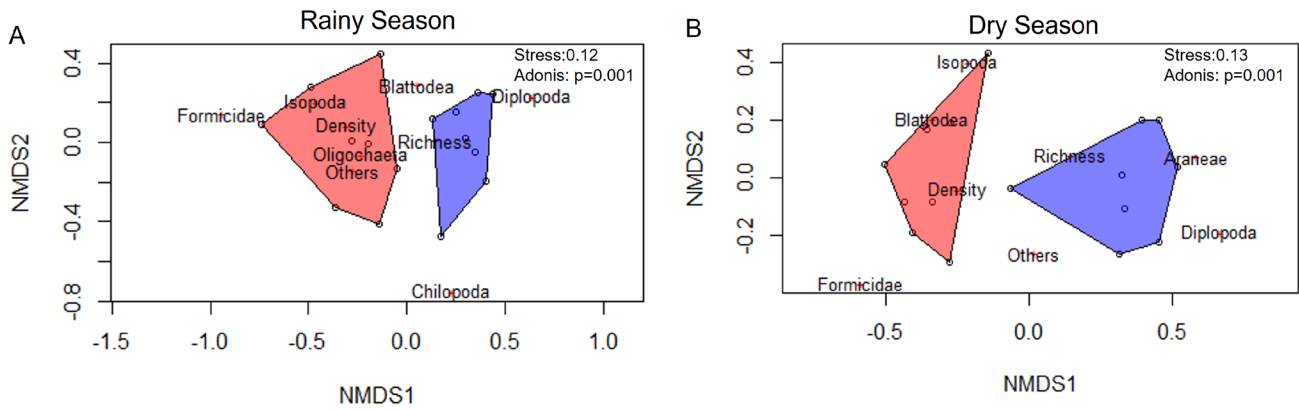 A
Rainy Season
Stress:0.12
Adonis: p=0.001
0.4
0.0
-0.4
-0.8
NMDS2
Blattodea
Diplopoda
Isopoda
Formicidae
Density
Richness
Oligochaeta
Others
Chilopoda
-1.5 -1.0 -0.5 0.0 0.5 1.0
NMDS1
B
Dry Season
Stress:0.13
Adonis: p=0.001
0.4
0.2
0.0
-0.2
NMDS2
Isopoda
Blattodea
Richness
Araneae
Density
Diplopoda
Others
Formicidae
-0.5 0.0 0.5
NMDS1